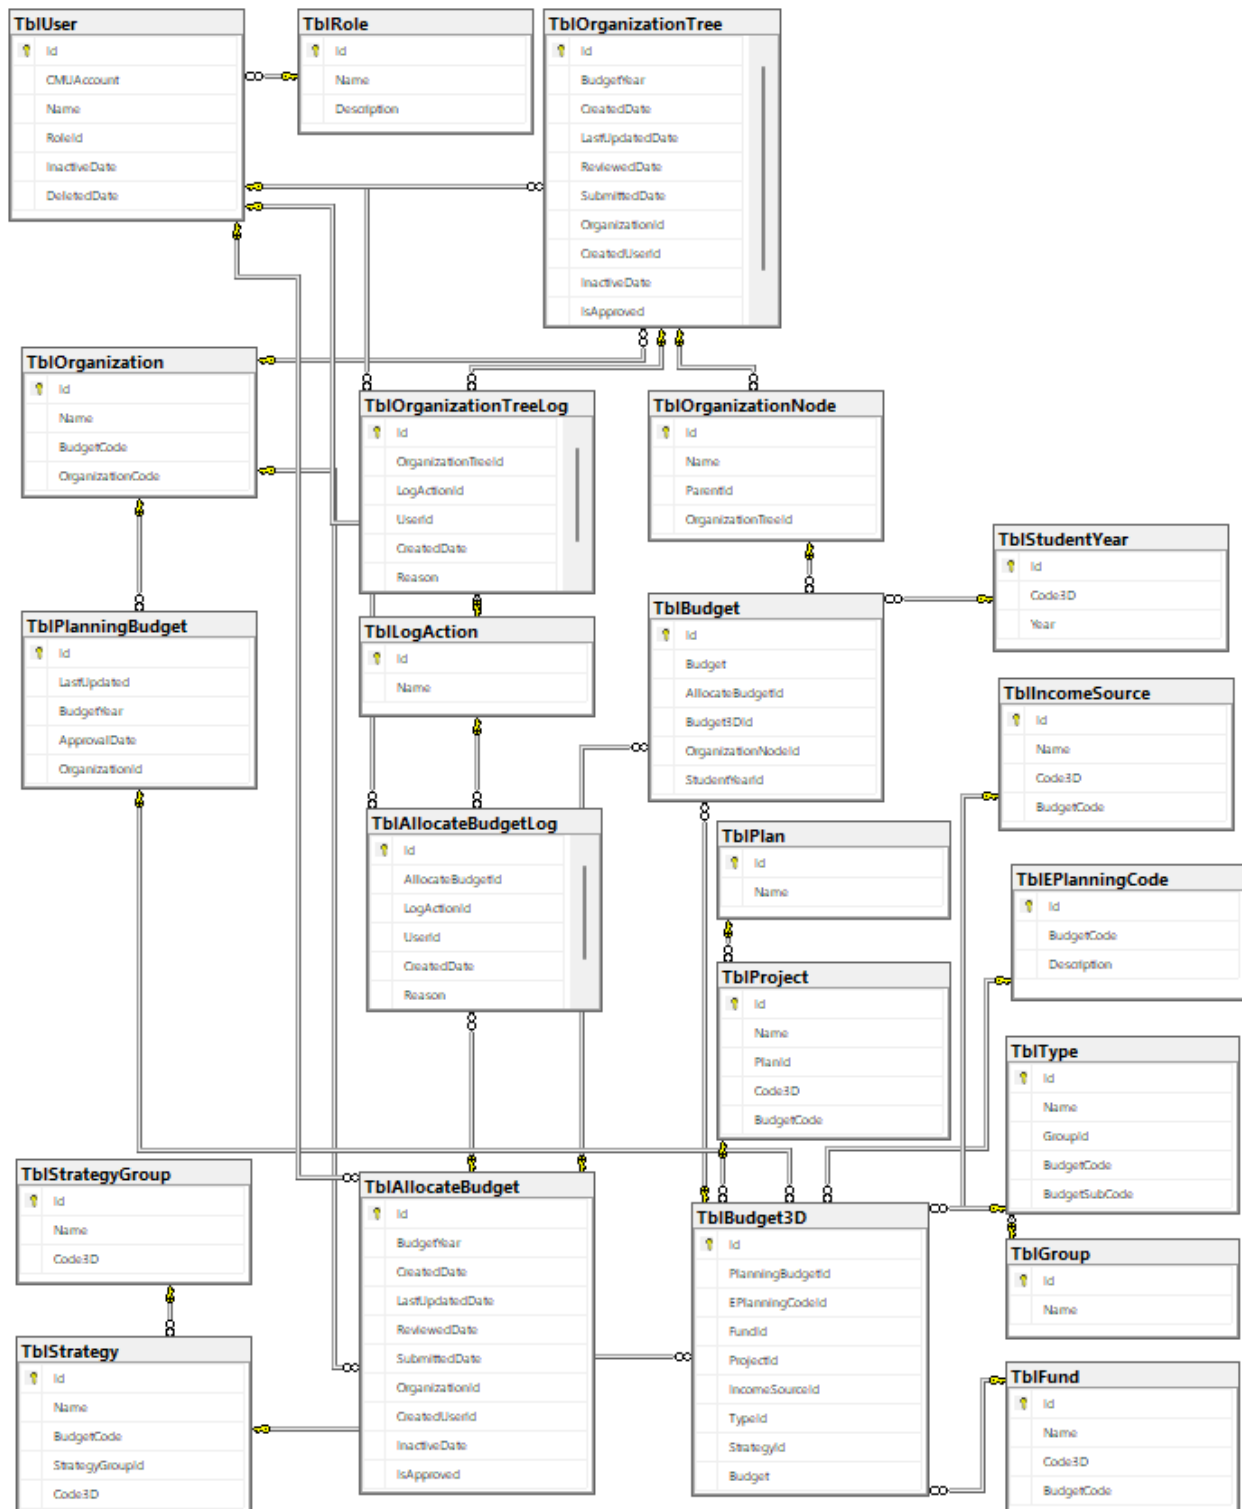 TblUser
Id
CMUAccount
Name
RoleId
InactiveDate
DeletedDate
TblRole
Id
Name
Description
TblOrganizationTree
Id
BudgetYear
CreatedDate
LastUpdatedDate
ReviewedDate
SubmittedDate
OrganizationId
CreatedUserId
InactiveDate
IsApproved
TblOrganization
Id
Name
BudgetCode
OrganizationCode
TblOrganizationTreeLog
Id
OrganizationTreeId
LogActionId
UserId
CreatedDate
Reason
TblOrganizationNode
Id
Name
ParentId
OrganizationTreeId
TblStudentYear
Id
Code3D
Year
TblPlanningBudget
Id
LastUpdated
BudgetYear
ApprovalDate
OrganizationId
TblLogAction
Id
Name
TblBudget
Id
Budget
AllocateBudgetId
Budget3DId
OrganizationNodeId
StudentYearId
TblIncomeSource
Id
Name
Code3D
BudgetCode
TblAllocateBudgetLog
Id
AllocateBudgetId
LogActionId
UserId
CreatedDate
Reason
TblPlan
Id
Name
TblEPlanningCode
Id
BudgetCode
Description
TblProject
Id
Name
PlanId
Code3D
BudgetCode
TblType
Id
Name
GroupId
BudgetCode
BudgetSubCode
TblStrategyGroup
Id
Name
Code3D
TblAllocateBudget
Id
BudgetYear
CreatedDate
LastUpdatedDate
ReviewedDate
SubmittedDate
OrganizationId
CreatedUserId
InactiveDate
IsApproved
TblBudget3D
Id
PlanningBudgetId
EPlanningCodeId
FundId
ProjectId
IncomeSourceId
TypeId
StrategyId
Budget
TblGroup
Id
Name
TblStrategy
Id
Name
BudgetCode
StrategyGroupId
Code3D
TblFund
Id
Name
Code3D
BudgetCode